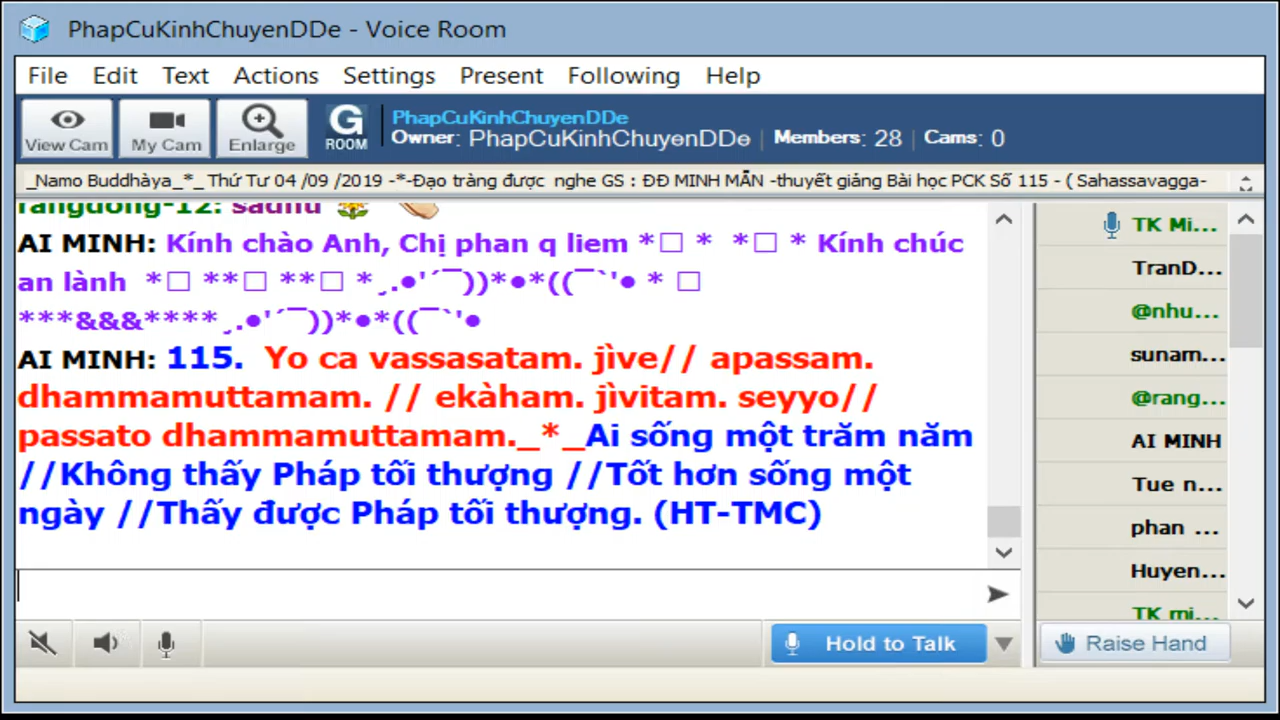 PhapCuKinhChuyenDDe - Voice Room
File Edit Text Actions Settings Present Following Help
View Cam My Cam Enlarge G ROOM
PhapCuKinhChuyenDDe
Owner: PhapCuKinhChuyenDDe | Members: 28 | Cams: 0
_Namo Buddhàya_*_ Thứ Tư 04 /09 /2019 -*-Đạo tràng được nghe GS : ĐĐ MINH MẪN -thuyết giảng Bài học PCK Số 115 - ( Sahassavagga-
rangdong-12: sadhu
AI MINH: Kính chào Anh, Chị phan q liem *□ * *□ * Kính chúc
an lành *□ **□ **□ *¸.•'´¯))*•*((¯`'• * □
***&&&****¸.•'´¯))*•*((¯`'•
AI MINH: 115. Yo ca vassasatam. jìve// apassam.
dhammamuttamam. // ekàham. jìvitam. seyyo//
passato dhammamuttamam._*_Ai sống một trăm năm
//Không thấy Pháp tối thượng //Tốt hơn sống một
ngày //Thấy được Pháp tối thượng. (HT-TMC)
TK Mi...
TranD...
@nhu...
sunam...
@rang...
AI MINH
Tue n...
phan ...
Huyen...
TK mi...
Hold to Talk
Raise Hand